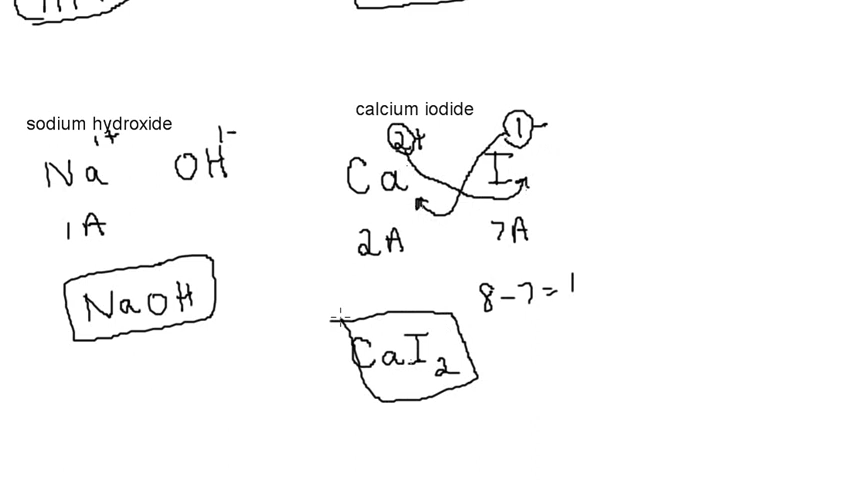 sodium hydroxide
1+ 1-
Na OH
1A
NaOH
calcium iodide
2+ 1-
Ca I
2A 7A
8-7=1
CaI2